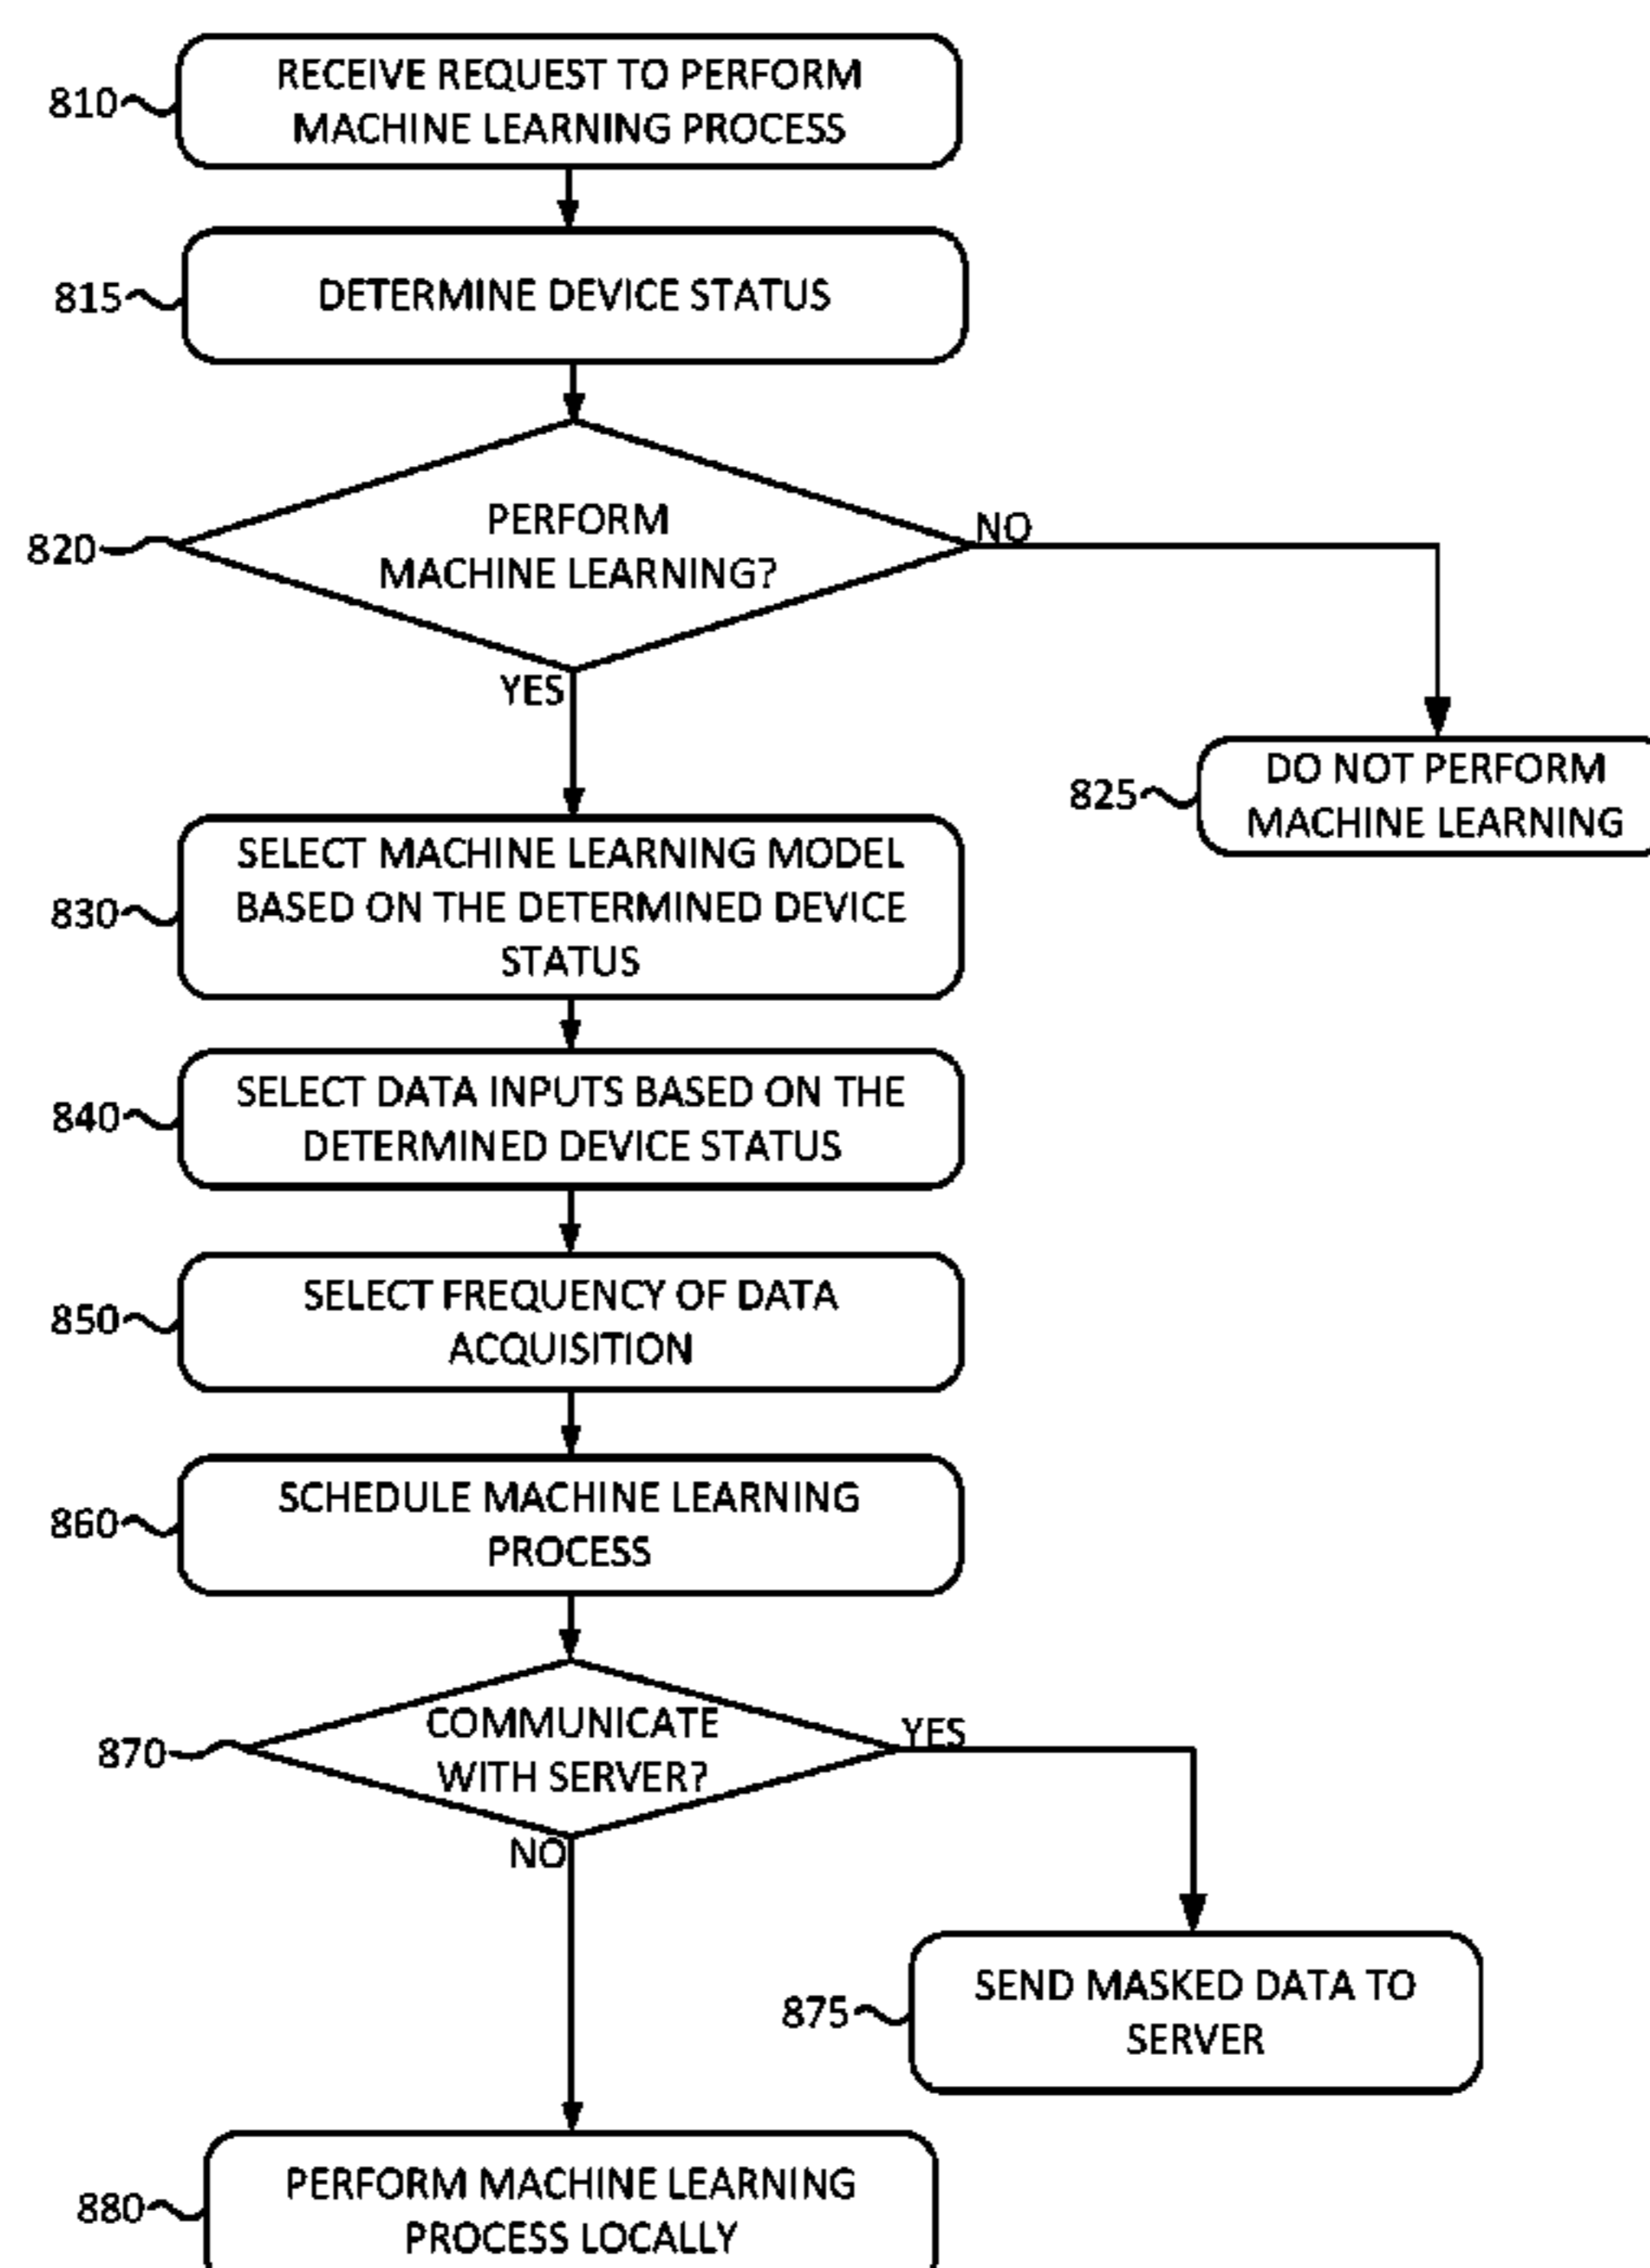 810
RECEIVE REQUEST TO PERFORM
MACHINE LEARNING PROCESS
815
DETERMINE DEVICE STATUS
820
PERFORM
MACHINE LEARNING?
NO
YES
825
DO NOT PERFORM
MACHINE LEARNING
830
SELECT MACHINE LEARNING MODEL
BASED ON THE DETERMINED DEVICE
STATUS
840
SELECT DATA INPUTS BASED ON THE
DETERMINED DEVICE STATUS
850
SELECT FREQUENCY OF DATA
ACQUISITION
860
SCHEDULE MACHINE LEARNING
PROCESS
870
COMMUNICATE
WITH SERVER?
YES
NO
875
SEND MASKED DATA TO
SERVER
880
PERFORM MACHINE LEARNING
PROCESS LOCALLY